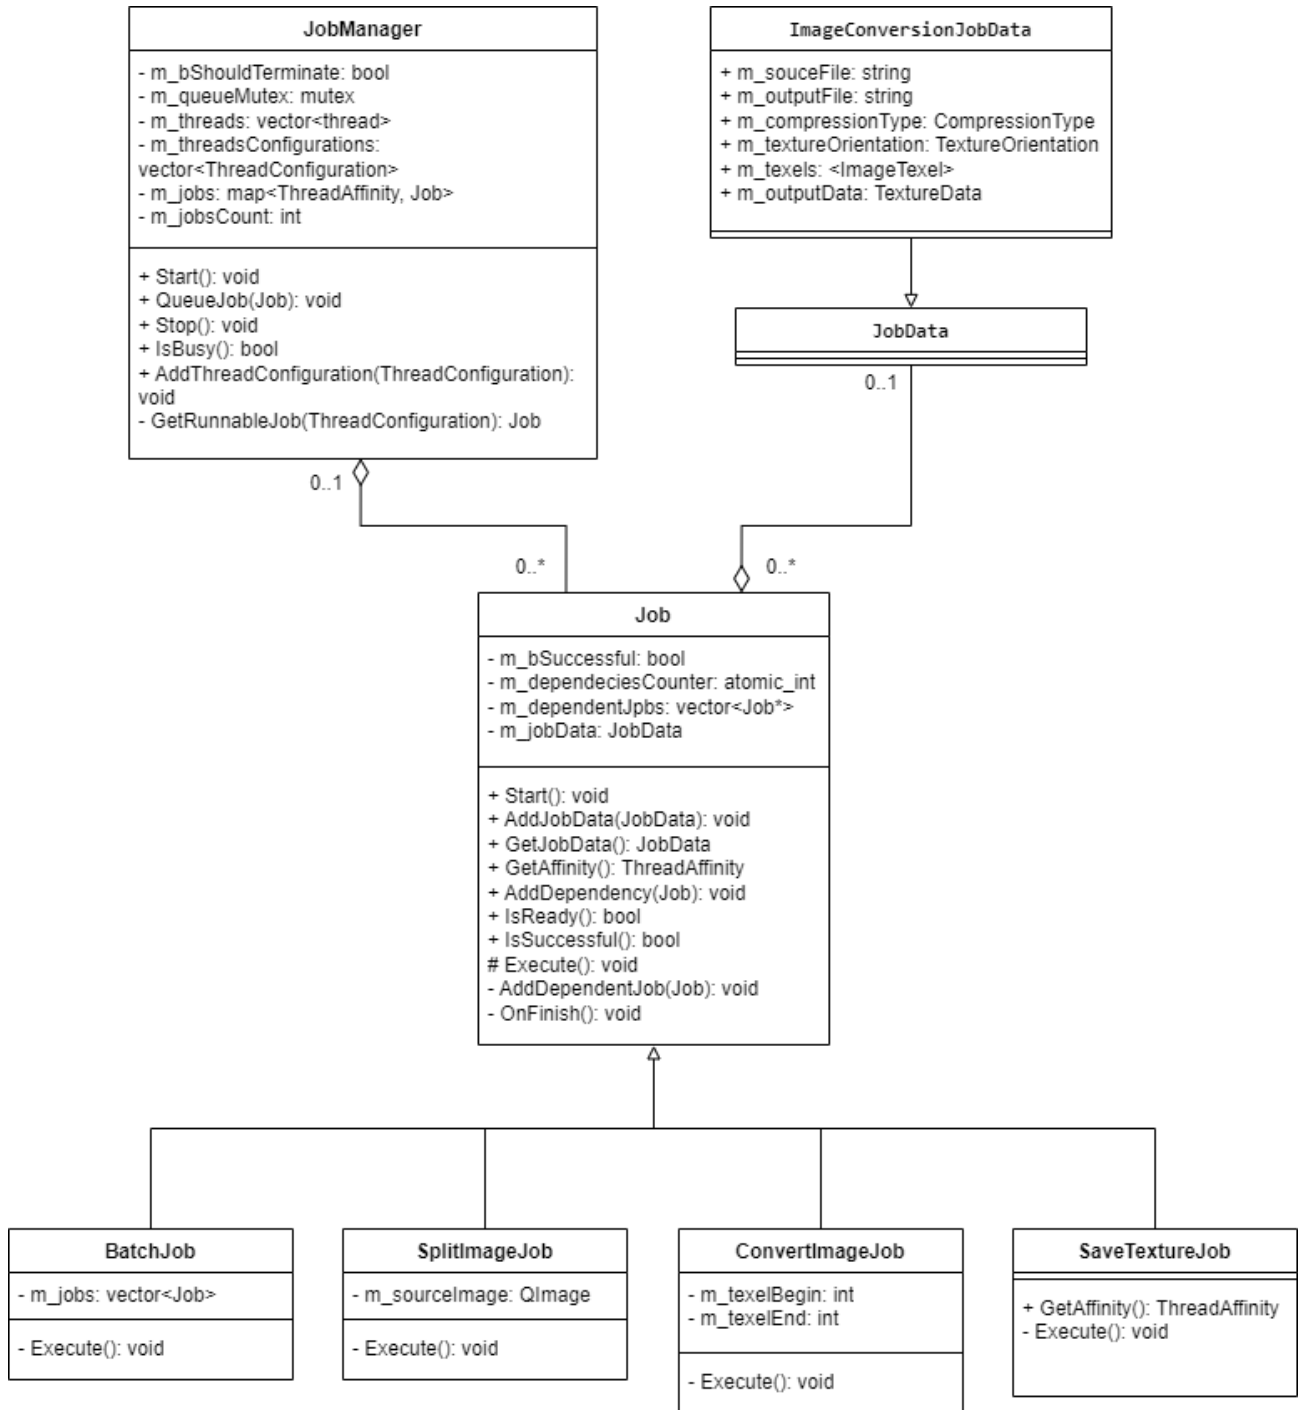 JobManager
- m_bShouldTerminate: bool
- m_queueMutex: mutex
- m_threads: vector<thread>
- m_threadsConfigurations:
vector<ThreadConfiguration>
- m_jobs: map<ThreadAffinity, Job>
- m_jobsCount: int
+ Start(): void
+ QueueJob(Job): void
+ Stop(): void
+ IsBusy(): bool
+ AddThreadConfiguration(ThreadConfiguration):
void
- GetRunnableJob(ThreadConfiguration): Job
ImageConversionJobData
+ m_souceFile: string
+ m_outputFile: string
+ m_compressionType: CompressionType
+ m_textureOrientation: TextureOrientation
+ m_texels: <ImageTexel>
+ m_outputData: TextureData
JobData
0..1
0..1
0..*
0..*
Job
- m_bSuccessful: bool
- m_dependeciesCounter: atomic_int
- m_dependentJpbs: vector<Job*>
- m_jobData: JobData
+ Start(): void
+ AddJobData(JobData): void
+ GetJobData(): JobData
+ GetAffinity(): ThreadAffinity
+ AddDependency(Job): void
+ IsReady(): bool
+ IsSuccessful(): bool
# Execute(): void
- AddDependentJob(Job): void
- OnFinish(): void
BatchJob
- m_jobs: vector<Job>
- Execute(): void
SplitImageJob
- m_sourceImage: QImage
- Execute(): void
ConvertImageJob
- m_texelBegin: int
- m_texelEnd: int
- Execute(): void
SaveTextureJob
+ GetAffinity(): ThreadAffinity
- Execute(): void